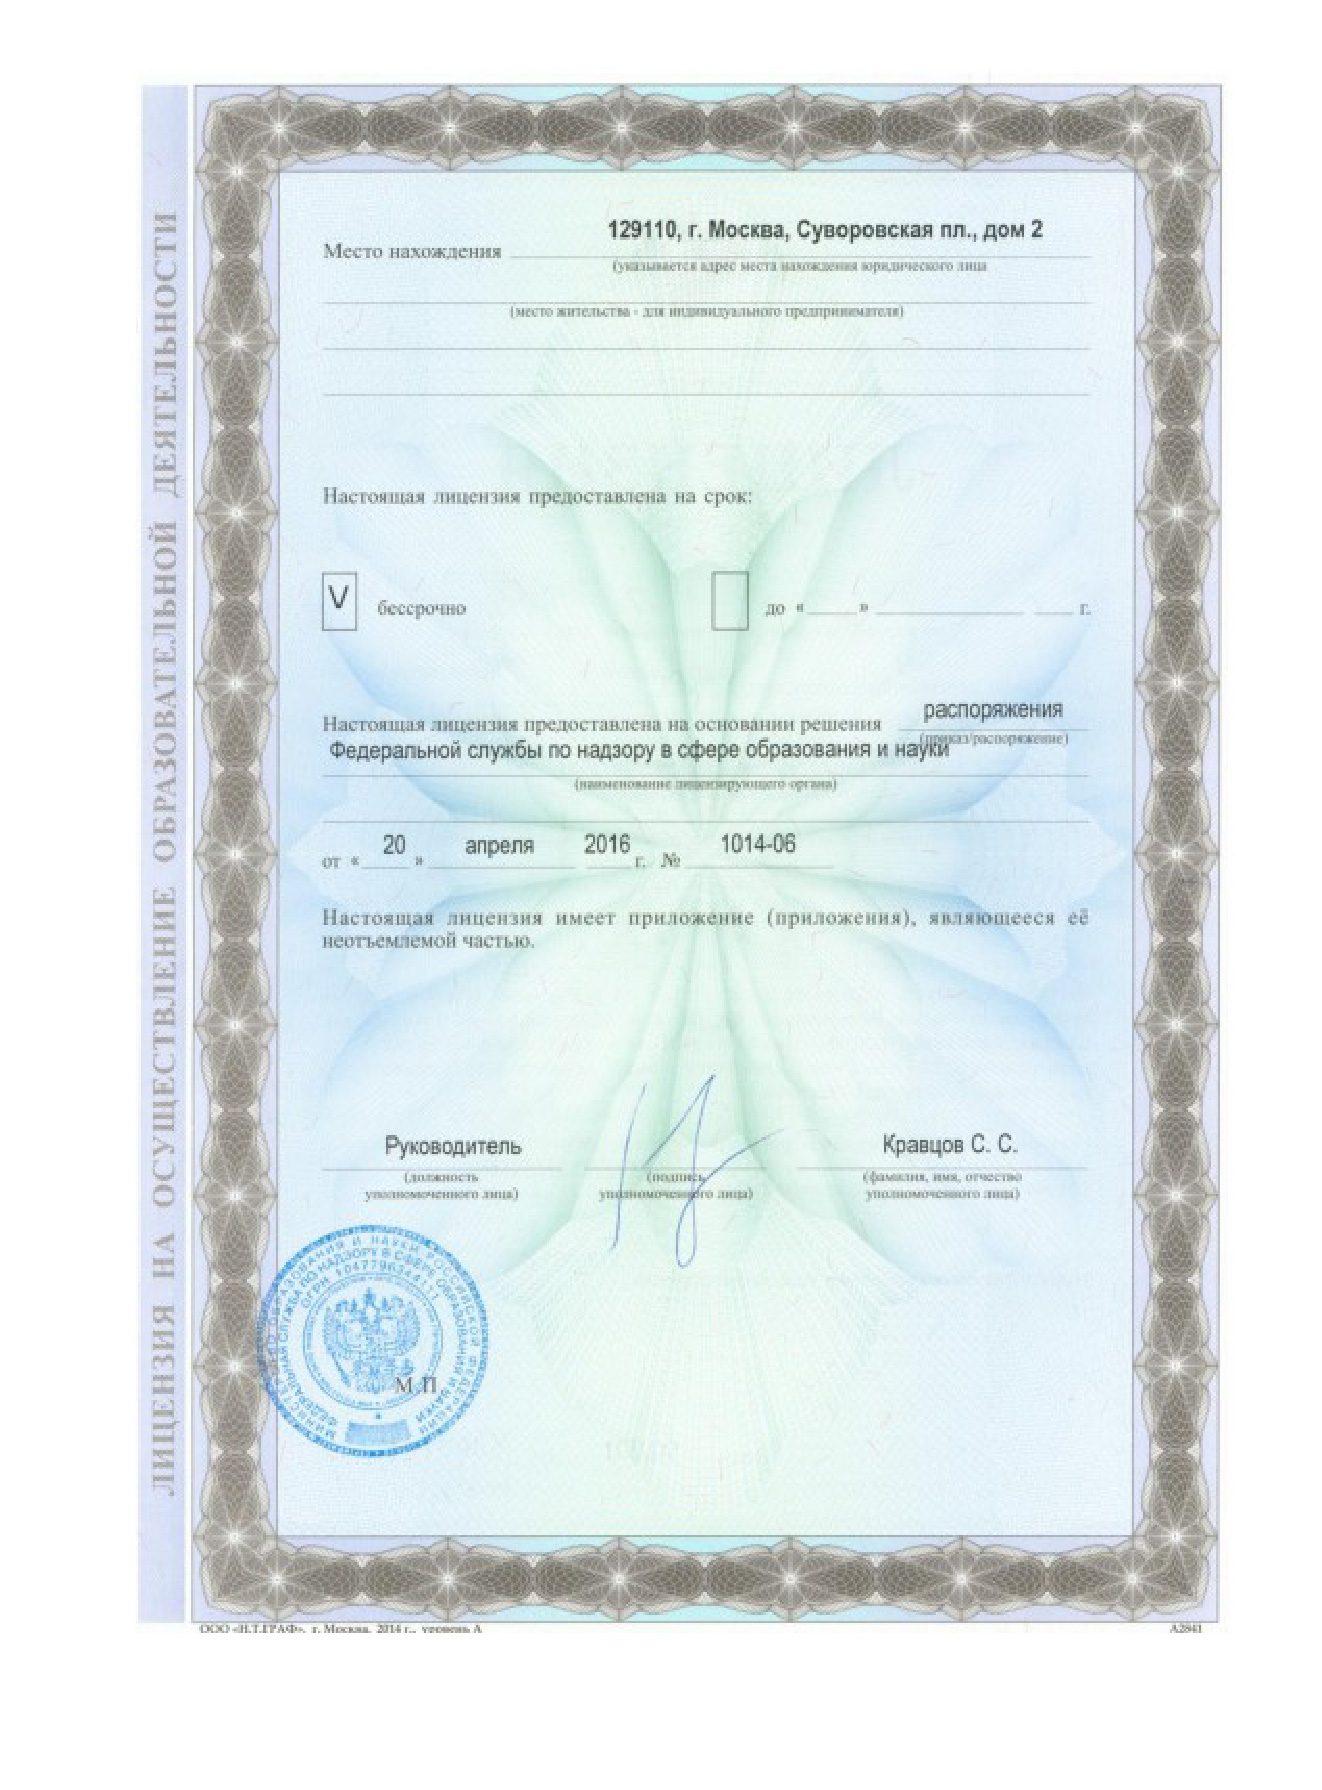 ЛИЦЕНЗИЯ НА ОСУЩЕСТВЛЕНИЕ ОБРАЗОВАТЕЛЬНОЙ ДЕЯТЕЛЬНОСТИ
129110, г. Москва, Суворовская пл., дом 2
Место нахождения
(указывается адрес места нахождения юридического лица
(место жительства - для индивидуального предпринимателя)
Настоящая лицензия предоставлена на срок:
V бессрочно до « » г.
Настоящая лицензия предоставлена на основании решения распоряжения
(приказ/распоряжение)
Федеральной службы по надзору в сфере образования и науки
(наименование лицензирующего органа)
от « 20 » апреля 2016 г. № 1014-06
Настоящая лицензия имеет приложение (приложения), являющееся её
неотъемлемой частью.
Руководитель Кравцов С. С.
(должность (подпись (фамилия, имя, отчество
уполномоченного лица) уполномоченного лица) уполномоченного лица)
МИНИСТЕРСТВО ОБРАЗОВАНИЯ И НАУКИ РОССИЙСКОЙ ФЕДЕРАЦИИ
ФЕДЕРАЛЬНАЯ СЛУЖБА ПО НАДЗОРУ В СФЕРЕ ОБРАЗОВАНИЯ И НАУКИ
ОГРН 1047796344111
М.П.
ООО «Н.Т.ГРАФ», г. Москва, 2014 г., уровень А
А2841